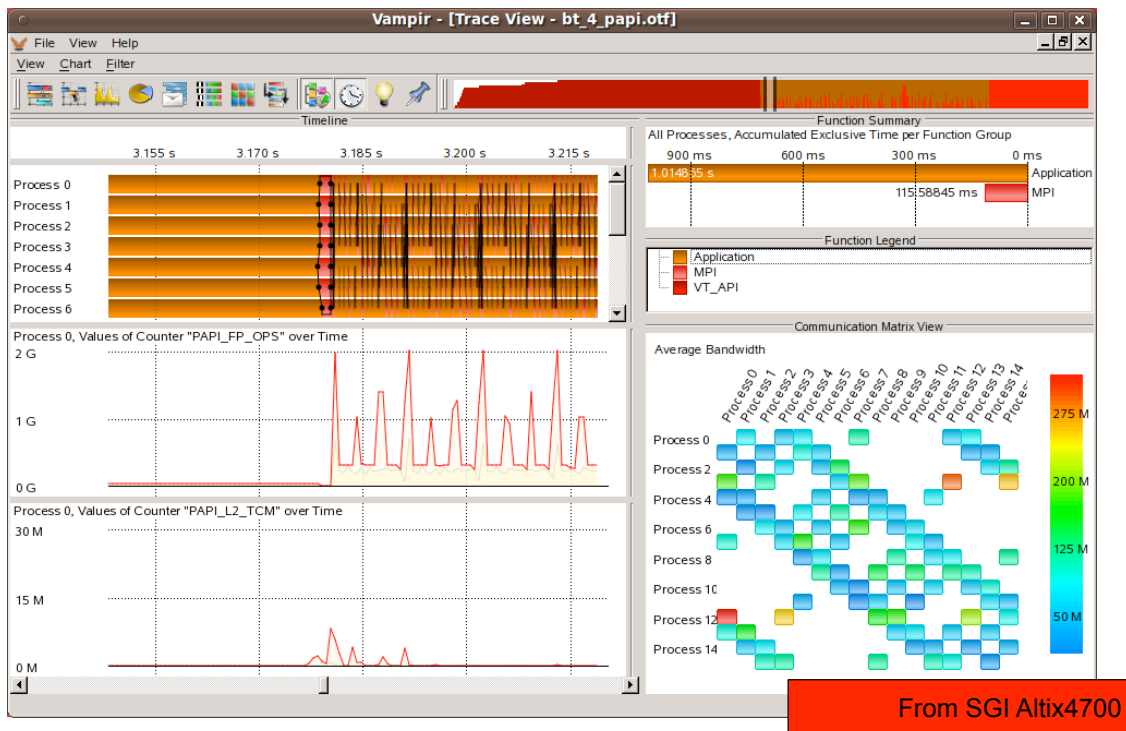 Vampir - [Trace View - bt_4_papi.otf]
File View Help
View Chart Filter
Timeline
3.155 s 3.170 s 3.185 s 3.200 s 3.215 s
Process 0
Process 1
Process 2
Process 3
Process 4
Process 5
Process 6
Process 0, Values of Counter "PAPI_FP_OPS" over Time
2 G
1 G
0 G
Process 0, Values of Counter "PAPI_L2_TCM" over Time
30 M
15 M
0 M
Function Summary
All Processes, Accumulated Exclusive Time per Function Group
900 ms 600 ms 300 ms 0 ms
1.014855 s Application
115.58845 ms MPI
Function Legend
Application
MPI
VT_API
Communication Matrix View
Average Bandwidth
Process 0 Process 1 Process 2 Process 3 Process 4 Process 5 Process 6 Process 7 Process 8 Process 9 Process 10 Process 11 Process 12 Process 13 Process 14 Proces
Process 0
Process 2
Process 4
Process 6
Process 8
Process 10
Process 12
Process 14
275 M
200 M
125 M
50 M
From SGI Altix4700